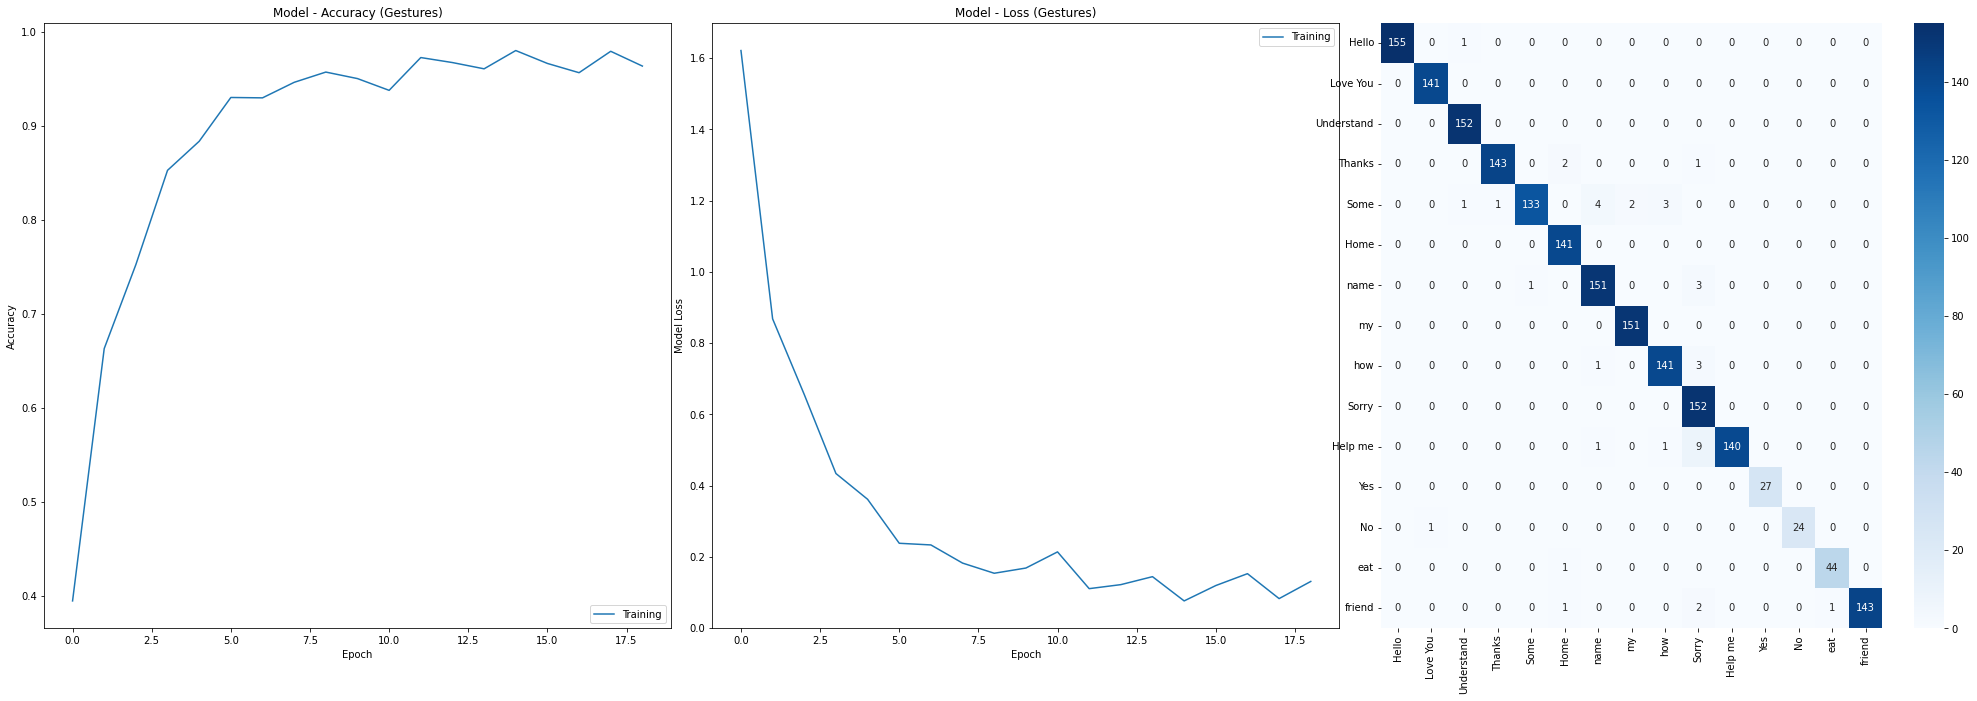 Model - Accuracy (Gestures)
1.0
0.9
0.8
0.7
0.6
0.5
0.4
Accuracy
0.0 2.5 5.0 7.5 10.0 12.5 15.0 17.5
Epoch
Training
Model - Loss (Gestures)
Training
1.6
1.4
1.2
1.0
0.8
0.6
0.4
0.2
0.0
Model Loss
0.0 2.5 5.0 7.5 10.0 12.5 15.0 17.5
Epoch
Hello 155 0 1 0 0 0 0 0 0 0 0 0 0 0 0
Love You 0 141 0 0 0 0 0 0 0 0 0 0 0 0 0
Understand 0 0 152 0 0 0 0 0 0 0 0 0 0 0 0
Thanks 0 0 0 143 0 2 0 0 0 1 0 0 0 0 0
Some 0 0 1 1 133 0 4 2 3 0 0 0 0 0 0
Home 0 0 0 0 0 141 0 0 0 0 0 0 0 0 0
name 0 0 0 0 1 0 151 0 0 3 0 0 0 0 0
my 0 0 0 0 0 0 0 151 0 0 0 0 0 0 0
how 0 0 0 0 0 0 1 0 141 3 0 0 0 0 0
Sorry 0 0 0 0 0 0 0 0 0 152 0 0 0 0 0
Help me 0 0 0 0 0 0 1 0 1 9 140 0 0 0 0
Yes 0 0 0 0 0 0 0 0 0 0 0 27 0 0 0
No 0 1 0 0 0 0 0 0 0 0 0 0 24 0 0
eat 0 0 0 0 0 1 0 0 0 0 0 0 0 44 0
friend 0 0 0 0 0 1 0 0 0 2 0 0 0 1 143
Hello Love You Understand Thanks Some Home name my how Sorry Help me Yes No eat friend
140
120
100
80
60
40
20
0